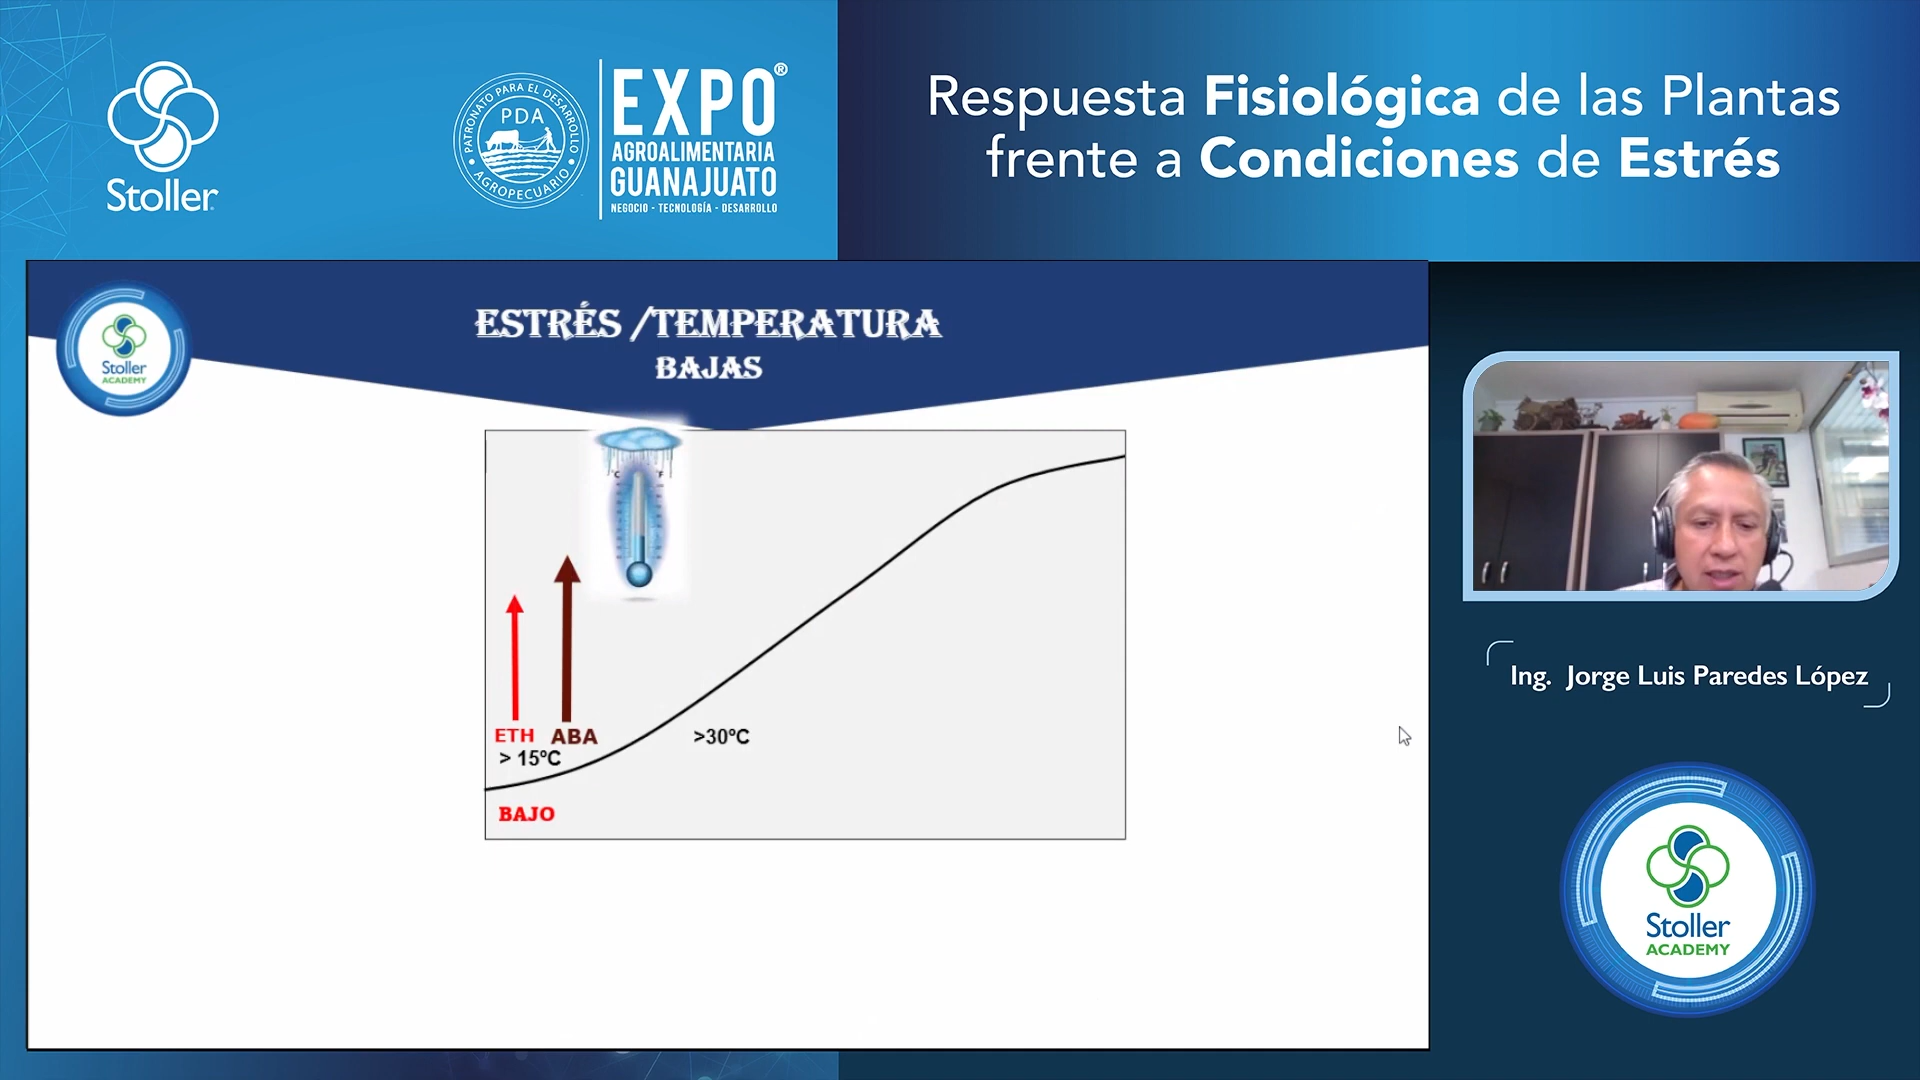 Stoller
PATRONATO PARA EL DESARROLLO
PDA
AGROPECUARIO
EXPO®
AGROALIMENTARIA
GUANAJUATO
NEGOCIO - TECNOLOGÍA - DESARROLLO
Respuesta Fisiológica de las Plantas
frente a Condiciones de Estrés
Stoller
ACADEMY
ESTRÉS /TEMPERATURA
BAJAS
C F
ETH ABA
> 15ºC
>30ºC
BAJO
Ing. Jorge Luis Paredes López
Stoller
ACADEMY